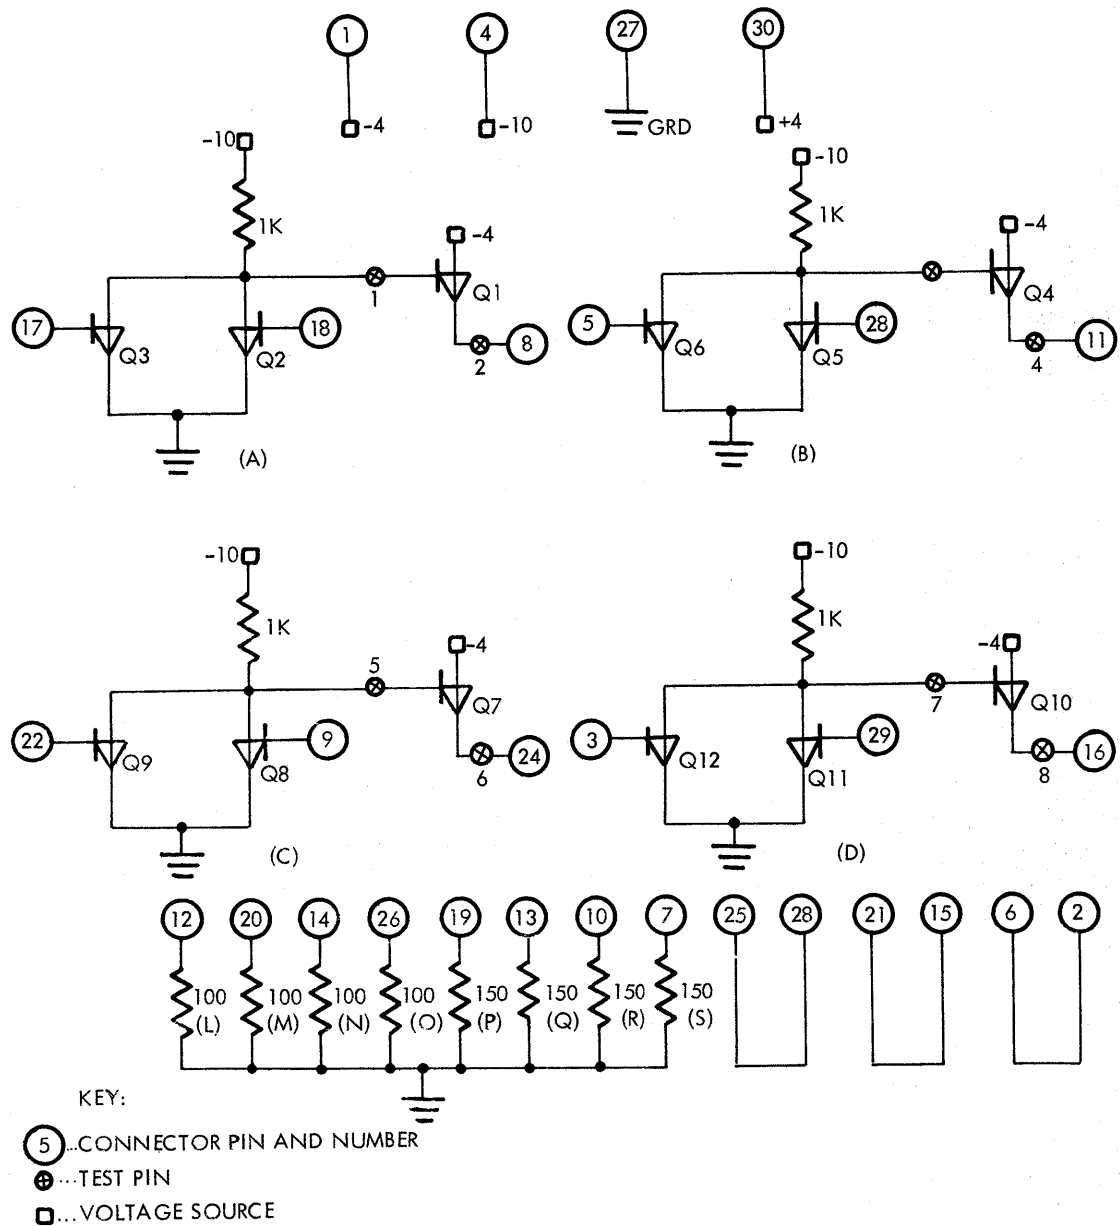 1 4 27 30
-4 -10 GRD +4
-10 -10
1K 1K
-4 -4
1 Q1 Q4
17 Q3 Q2 18 5 Q6 Q5 28
2 8 4 11
(A) (B)
-10 -10
1K 1K
-4 -4
5 Q7 7 Q10
22 Q9 Q8 9 3 Q12 Q11 29
6 24 8 16
(C) (D)
12 20 14 26 19 13 10 7 25 28 21 15 6 2
100 100 100 100 150 150 150 150
(L) (M) (N) (O) (P) (Q) (R) (S)
KEY:
5...CONNECTOR PIN AND NUMBER
...TEST PIN
...VOLTAGE SOURCE